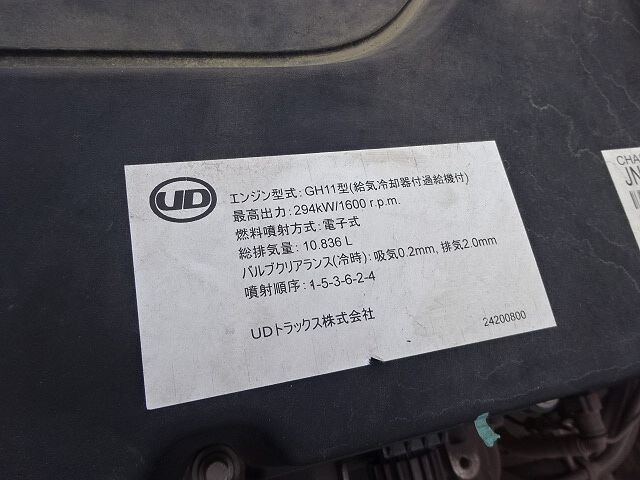 UD
エンジン型式:GH11型(給気冷却器付過給機付)
最高出力:294kW/1600 r.p.m.
燃料噴射方式:電子式
総排気量:10.836 L
バルブクリアランス(冷時):吸気0.2mm, 排気2.0mm
噴射順序:1-5-3-6-2-4
UDトラックス株式会社
24200800
CHA
JN